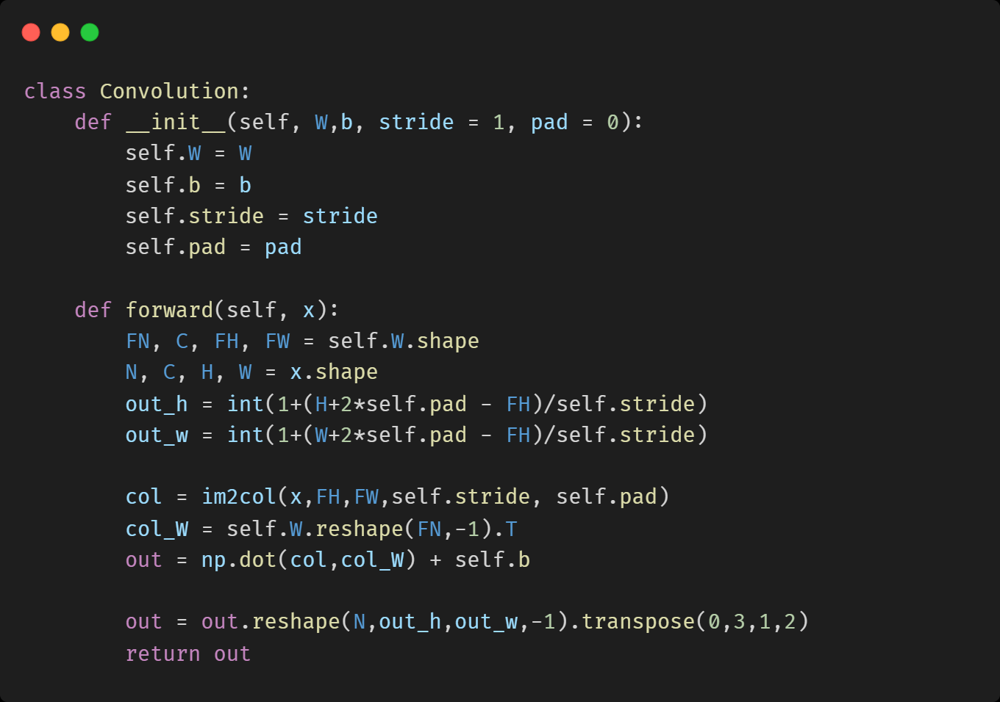 class Convolution:
    def __init__(self, W,b, stride = 1, pad = 0):
        self.W = W
        self.b = b
        self.stride = stride
        self.pad = pad

    def forward(self, x):
        FN, C, FH, FW = self.W.shape
        N, C, H, W = x.shape
        out_h = int(1+(H+2*self.pad - FH)/self.stride)
        out_w = int(1+(W+2*self.pad - FH)/self.stride)

        col = im2col(x,FH,FW,self.stride, self.pad)
        col_W = self.W.reshape(FN,-1).T
        out = np.dot(col,col_W) + self.b

        out = out.reshape(N,out_h,out_w,-1).transpose(0,3,1,2)
        return out